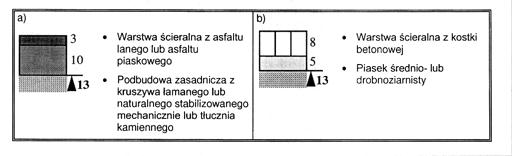 a)
3
10
13
• Warstwa ścieralna z asfaltu
lanego lub asfaltu
piaskowego
• Podbudowa zasadnicza z
kruszywa łamanego lub
naturalnego stabilizowanego
mechanicznie lub tłucznia
kamiennego
b)
8
5
13
• Warstwa ścieralna z kostki
betonowej
• Piasek średnio- lub
drobnoziarnisty